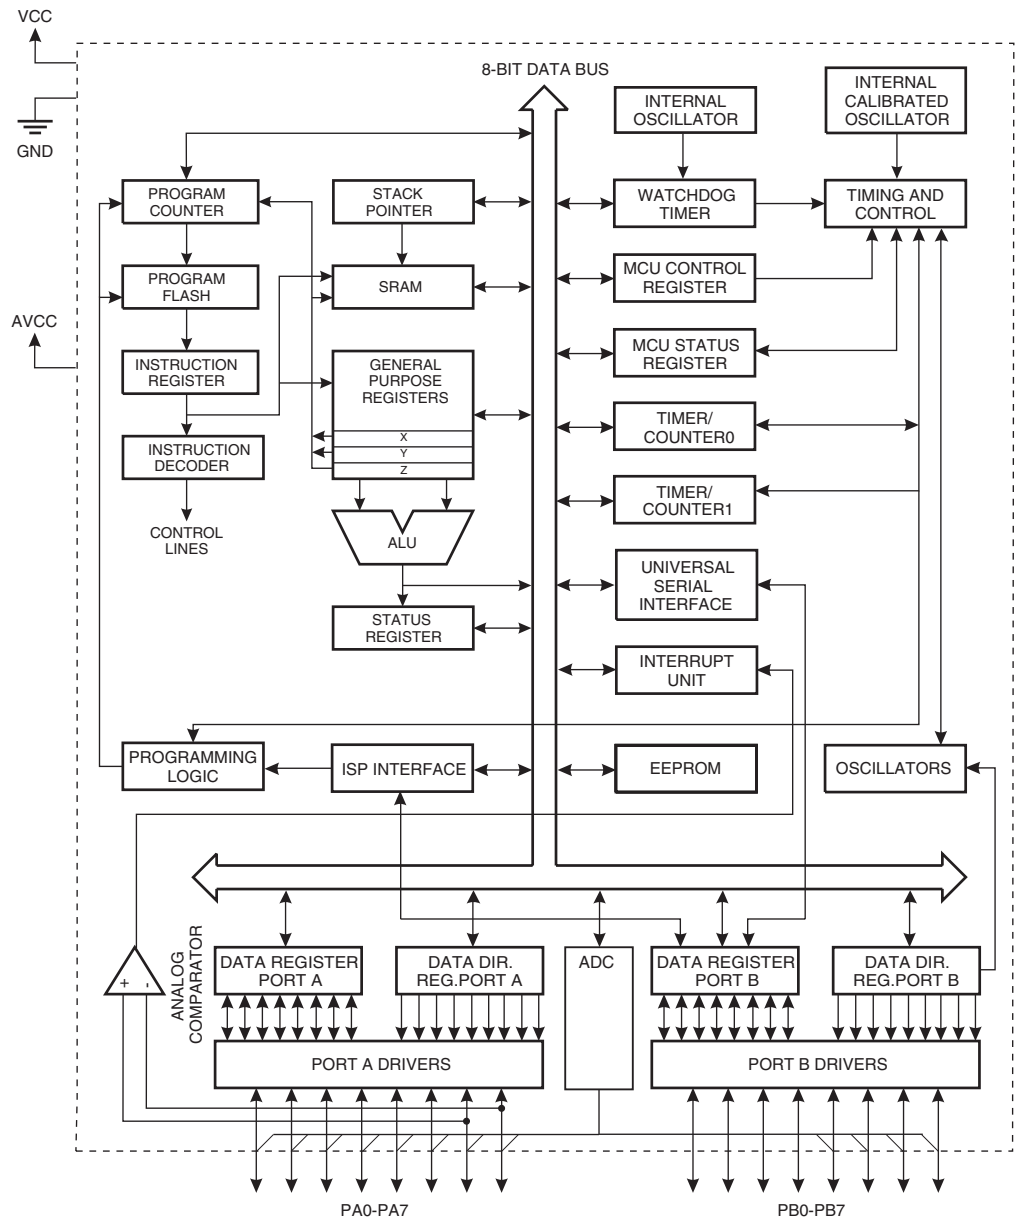 VCC
GND
AVCC
8-BIT DATA BUS
INTERNAL
OSCILLATOR
INTERNAL
CALIBRATED
OSCILLATOR
PROGRAM
COUNTER
STACK
POINTER
WATCHDOG
TIMER
TIMING AND
CONTROL
PROGRAM
FLASH
SRAM
MCU CONTROL
REGISTER
INSTRUCTION
REGISTER
GENERAL
PURPOSE
REGISTERS
X
Y
Z
MCU STATUS
REGISTER
INSTRUCTION
DECODER
TIMER/
COUNTER0
CONTROL
LINES
ALU
TIMER/
COUNTER1
STATUS
REGISTER
UNIVERSAL
SERIAL
INTERFACE
INTERRUPT
UNIT
PROGRAMMING
LOGIC
ISP INTERFACE
EEPROM
OSCILLATORS
ANALOG
COMPARATOR
+
-
DATA REGISTER
PORT A
DATA DIR.
REG.PORT A
ADC
DATA REGISTER
PORT B
DATA DIR.
REG.PORT B
PORT A DRIVERS
PORT B DRIVERS
PA0-PA7
PB0-PB7